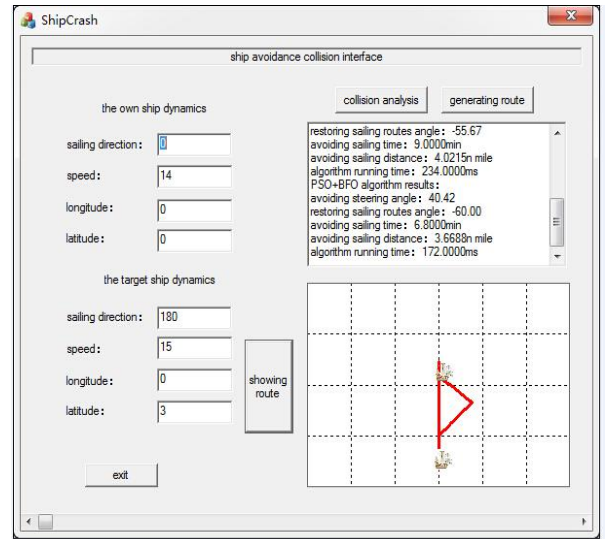 ShipCrash
ship avoidance collision interface
the own ship dynamics
sailing direction: 0
speed: 14
longitude: 0
latitude: 0
the target ship dynamics
sailing direction: 180
speed: 15
longitude: 0
latitude: 3
showing
route
exit
collision analysis
generating route
restoring sailing routes angle: -55.67
avoiding sailing time: 9.0000min
avoiding sailing distance: 4.0215n mile
algorithm running time: 234.0000ms
PSO+BFO algorithm results:
avoiding steering angle: 40.42
restoring sailing routes angle: -60.00
avoiding sailing time: 6.8000min
avoiding sailing distance: 3.6688n mile
algorithm running time: 172.0000ms